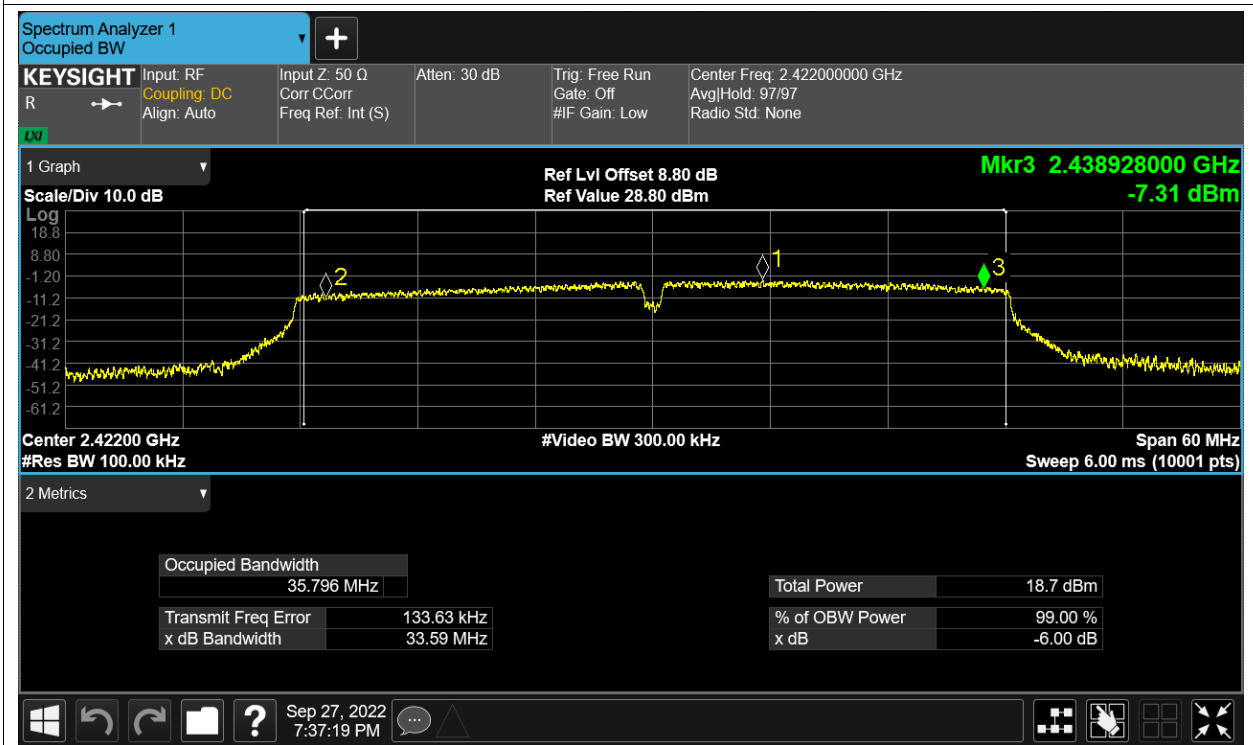 Spectrum Analyzer 1
Occupied BW
KEYSIGHT
R
LXI
Input: RF
Coupling: DC
Align: Auto
Input Z: 50 Ω
Corr CCorr
Freq Ref: Int (S)
Atten: 30 dB
Trig: Free Run
Gate: Off
#IF Gain: Low
Center Freq: 2.422000000 GHz
Avg|Hold: 97/97
Radio Std: None
1 Graph
Scale/Div 10.0 dB
Ref Lvl Offset 8.80 dB
Ref Value 28.80 dBm
Mkr3 2.438928000 GHz
-7.31 dBm
Log
18.8
8.80
-1.20
-11.2
-21.2
-31.2
-41.2
-51.2
-61.2
2
1
3
Center 2.42200 GHz
#Video BW 300.00 kHz
Span 60 MHz
#Res BW 100.00 kHz
Sweep 6.00 ms (10001 pts)
2 Metrics
Occupied Bandwidth
35.796 MHz
Total Power 18.7 dBm
Transmit Freq Error 133.63 kHz
% of OBW Power 99.00 %
x dB Bandwidth 33.59 MHz
x dB -6.00 dB
?
Sep 27, 2022
7:37:19 PM